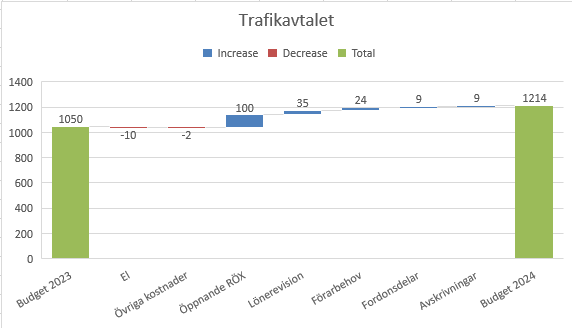 Trafikavtalet
Increase Decrease Total
1400
1200
1000
800
600
400
200
0
1050
-10
-2
100
35
24
9
9
1214
Budget 2023
El
Övriga kostnader
Öppnande RÖX
Lönerevision
Förarbehov
Fordonsdelar
Avskrivningar
Budget 2024